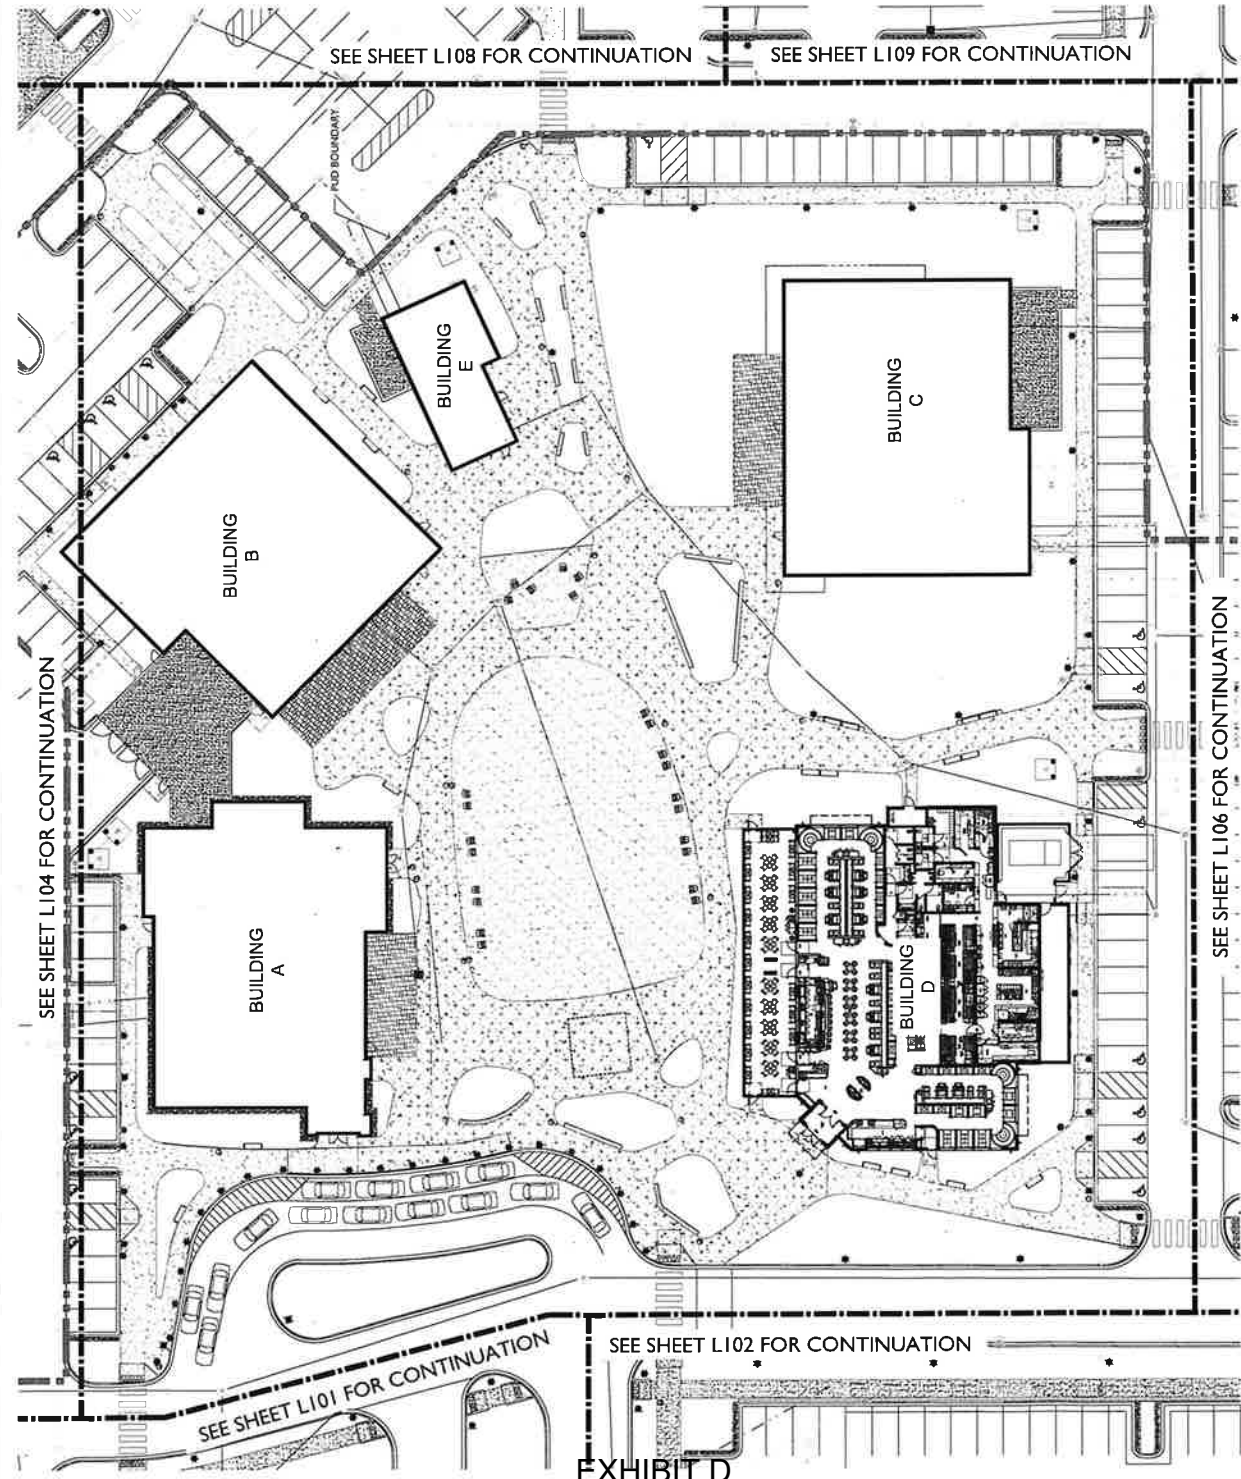 SEE SHEET L108 FOR CONTINUATION
SEE SHEET L109 FOR CONTINUATION
PUD BOUNDARY
BUILDING
E
BUILDING
C
BUILDING
B
SEE SHEET L104 FOR CONTINUATION
SEE SHEET L106 FOR CONTINUATION
BUILDING
A
BUILDING
D
SEE SHEET L102 FOR CONTINUATION
SEE SHEET L101 FOR CONTINUATION
EXHIBIT D